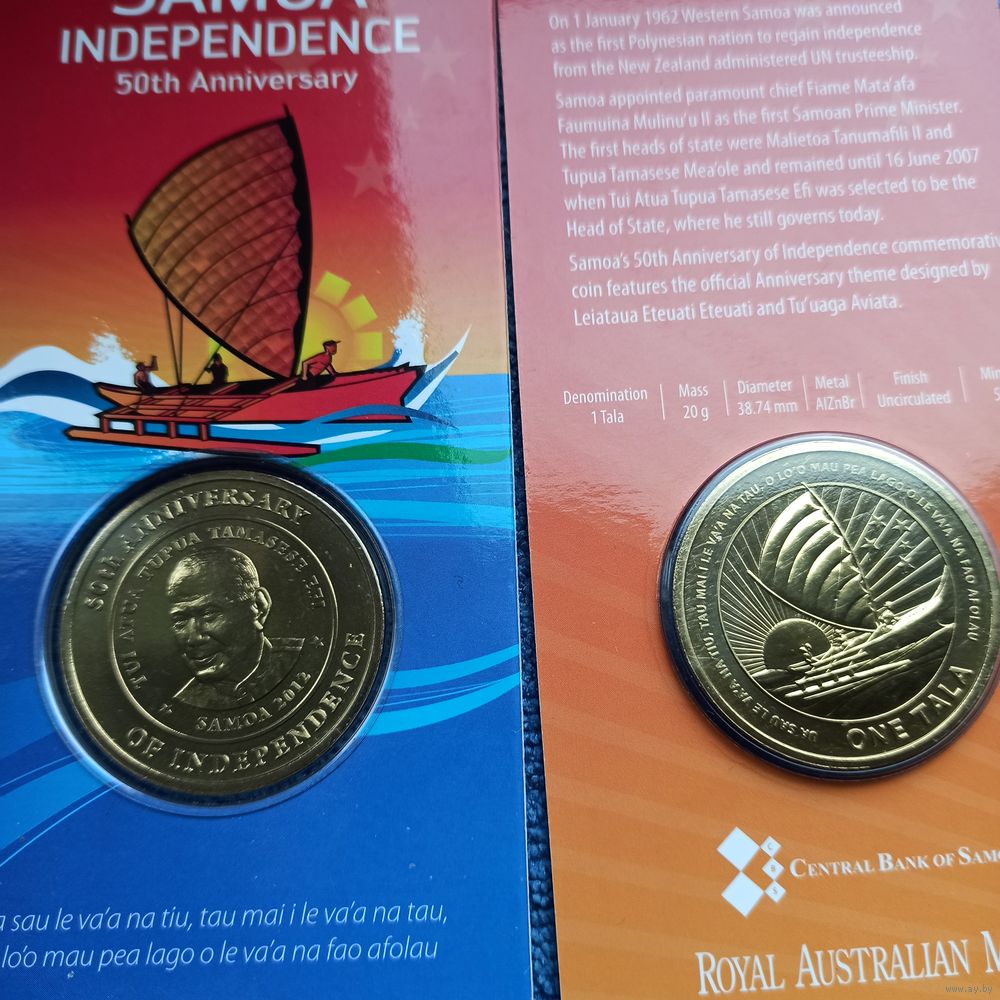 SAMOA
INDEPENDENCE
50th Anniversary
50th ANNIVERSARY
TUI ATUA TUPUA TAMASESE EFI
SAMOA 2012
OF INDEPENDENCE
a sau le va'a na tiu, tau mai i le va'a na tau,
lo'o mau pea lago o le va'a na fao afolau
On 1 January 1962 Western Samoa was announced
as the first Polynesian nation to regain independence
from the New Zealand administered UN trusteeship.
Samoa appointed paramount chief Fiame Mata'afa
Faumuina Mulinu'u II as the first Samoan Prime Minister.
The first heads of state were Malietoa Tanumafili II and
Tupua Tamasese Mea'ole and remained until 16 June 2007
when Tui Atua Tupua Tamasese Efi was selected to be the
Head of State, where he still governs today.
Samoa's 50th Anniversary of Independence commemorativ
coin features the official Anniversary theme designed by
Leiataua Eteuati Eteuati and Tu'uaga Aviata.
Denomination Mass Diameter Metal Finish Min
1 Tala 20 g 38.74 mm AlZnBr Uncirculated 5
UA SAU LE VA'A NA TIU, TAU MAI I LE VA'A NA TAU, O LO'O MAU PEA LAGO O LE VA'A NA FAO AFOLAU
ONE TALA
CBS
CENTRAL BANK OF SAMO
ROYAL AUSTRALIAN M
www.ay.by